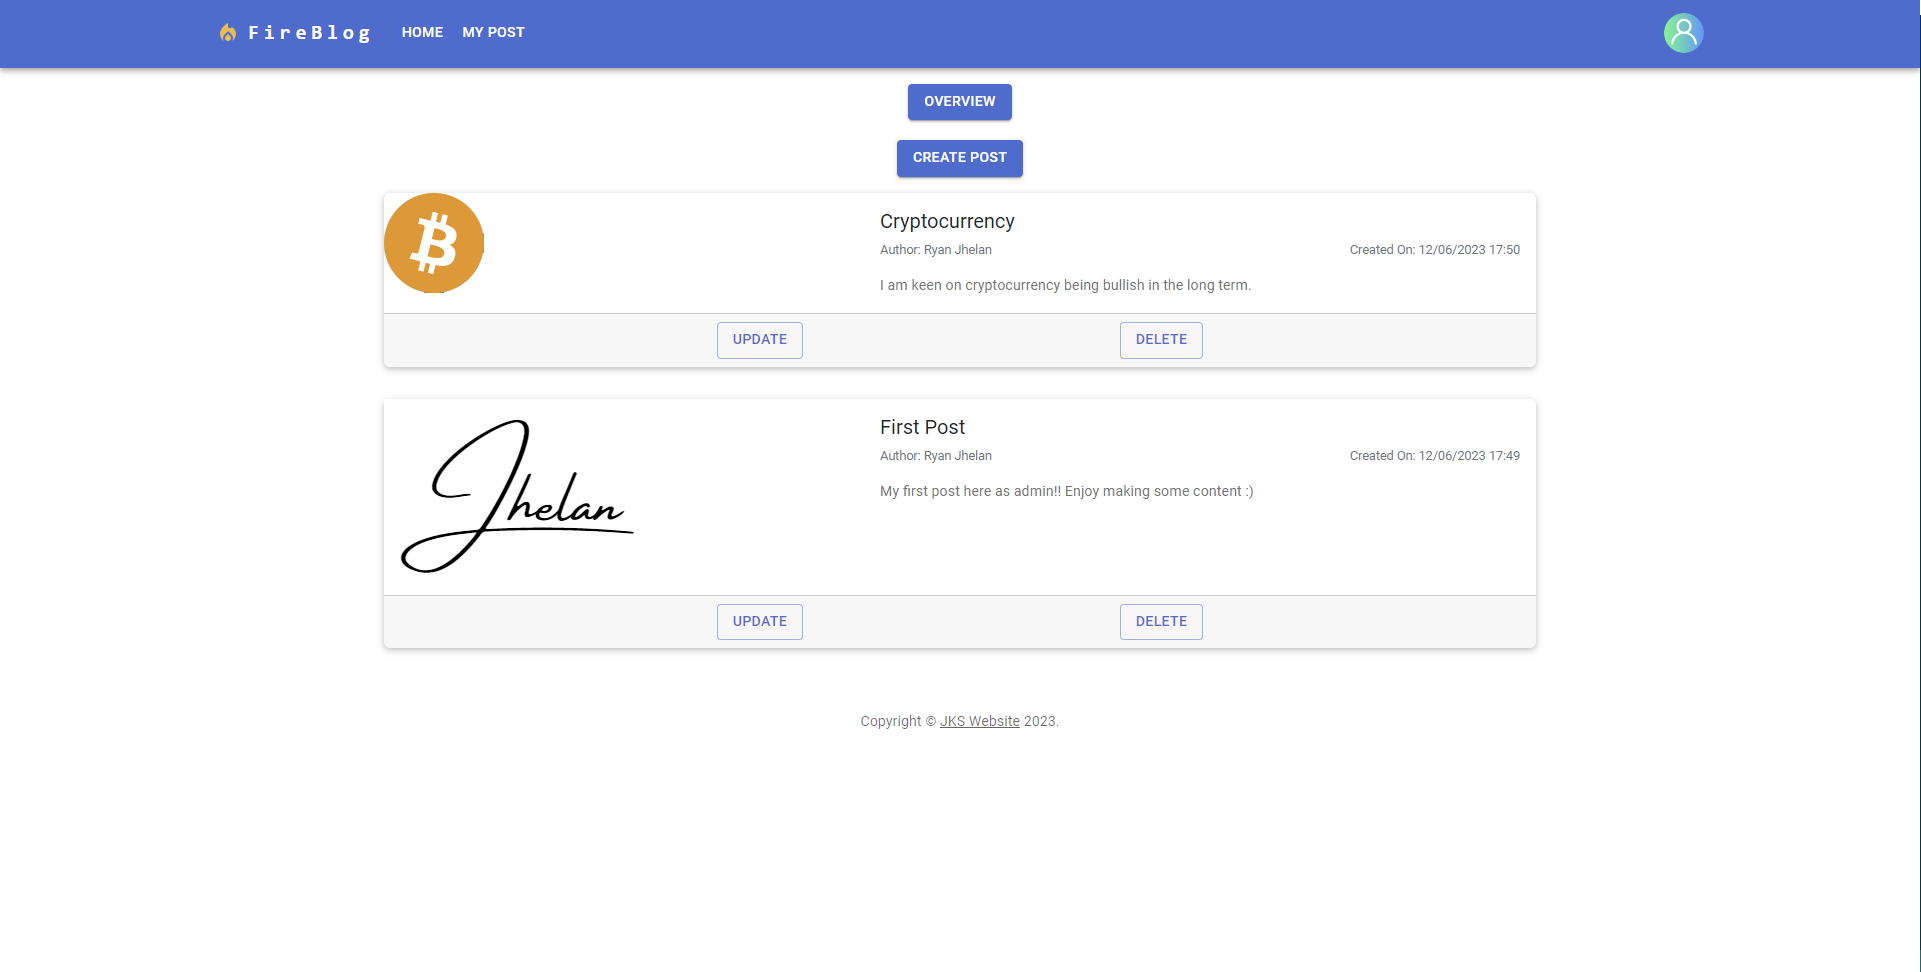 FireBlog HOME MY POST
OVERVIEW
CREATE POST
Cryptocurrency
Author: Ryan Jhelan Created On: 12/06/2023 17:50
I am keen on cryptocurrency being bullish in the long term.
UPDATE DELETE
Jhelan
First Post
Author: Ryan Jhelan Created On: 12/06/2023 17:49
My first post here as admin!! Enjoy making some content :)
UPDATE DELETE
Copyright © JKS Website 2023.